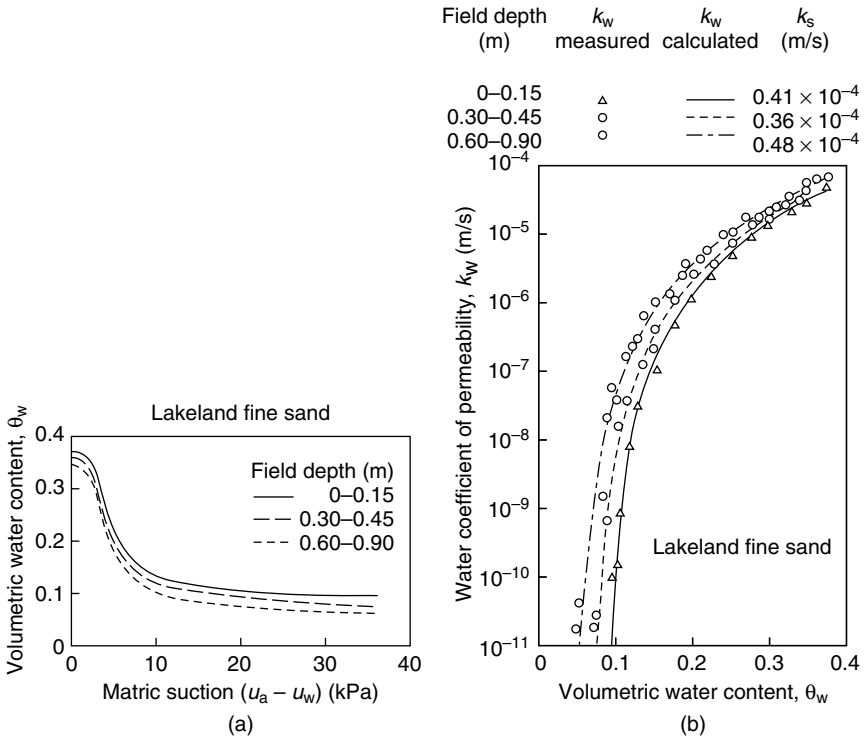 Field depth (m) k_w measured k_w calculated k_s (m/s)
0–0.15 0.41 × 10⁻⁴
0.30–0.45 0.36 × 10⁻⁴
0.60–0.90 0.48 × 10⁻⁴
Lakeland fine sand
Volumetric water content, θ_w
0.4
0.3
0.2
0.1
0
Field depth (m)
0–0.15
0.30–0.45
0.60–0.90
0 10 20 30 40
Matric suction (u_a – u_w) (kPa)
(a)
Water coefficient of permeability, k_w (m/s)
10⁻⁴
10⁻⁵
10⁻⁶
10⁻⁷
10⁻⁸
10⁻⁹
10⁻¹⁰
10⁻¹¹
Lakeland fine sand
0 0.1 0.2 0.3 0.4
Volumetric water content, θ_w
(b)